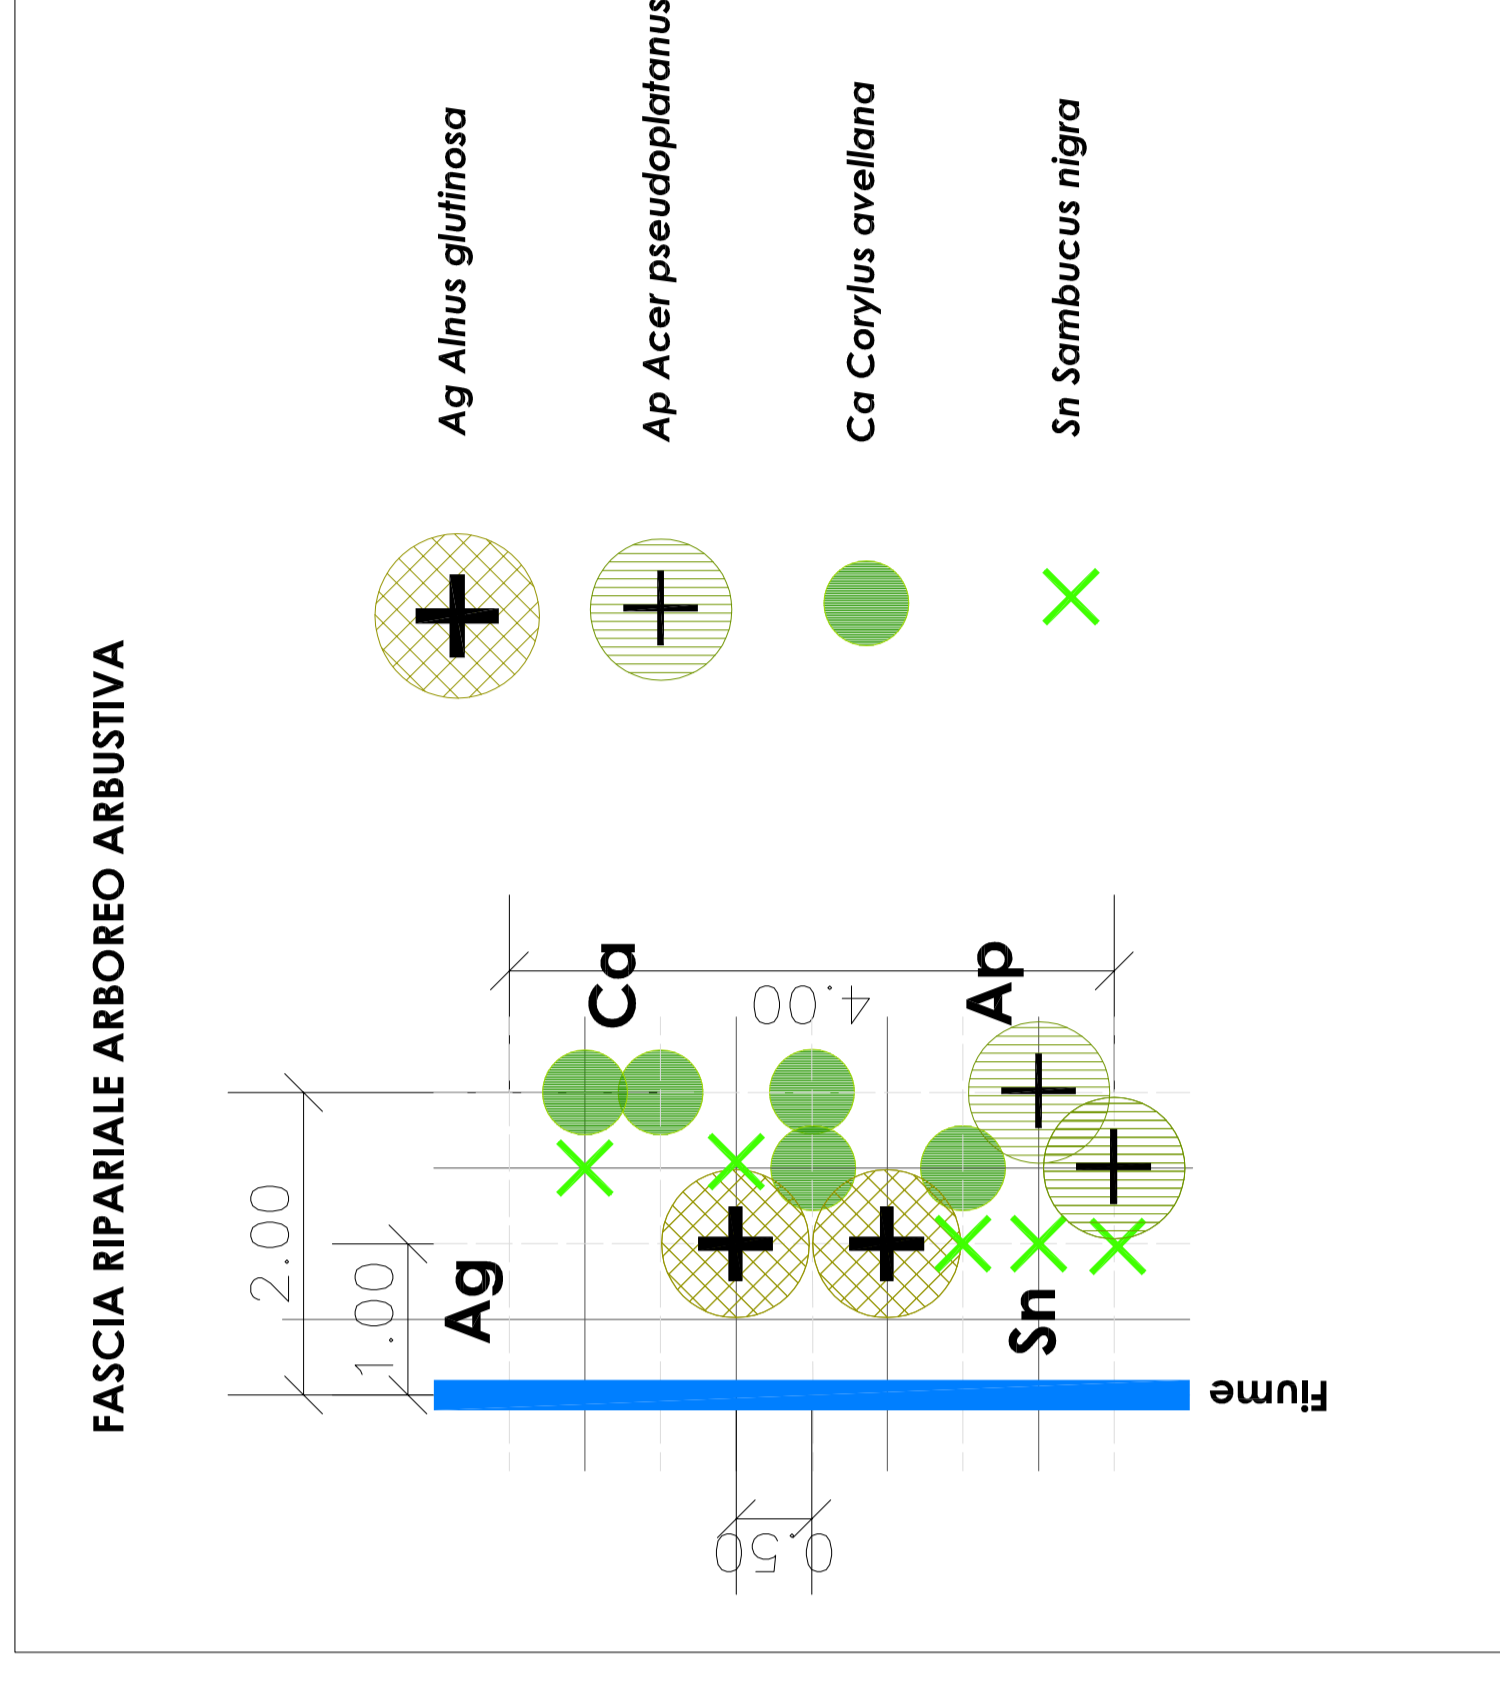 FASCIA RIPARIALE ARBOREO ARBUSTIVA
Ag Alnus glutinosa
Ap Acer pseudoplatanus
Ca Corylus avellana
Sn Sambucus nigra
2.00
1.00
Ag
Ca
4.00
Ap
Sn
fiume
0.50